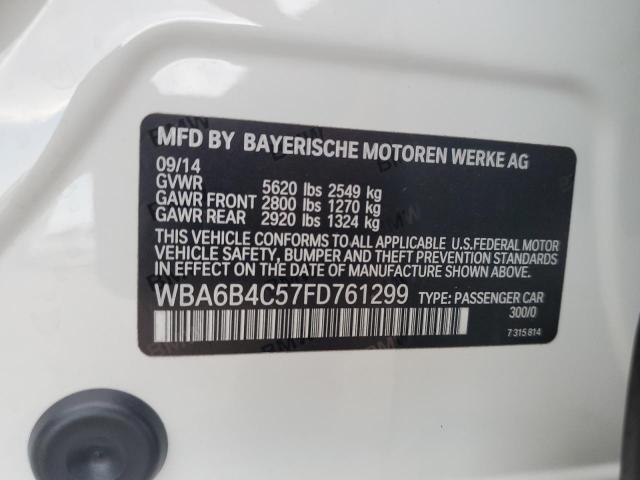 MFD BY BAYERISCHE MOTOREN WERKE AG
09/14
GVWR 5620 lbs 2549 kg
GAWR FRONT 2800 lbs 1270 kg
GAWR REAR 2920 lbs 1324 kg
THIS VEHICLE CONFORMS TO ALL APPLICABLE U.S.FEDERAL MOTOR
VEHICLE SAFETY, BUMPER AND THEFT PREVENTION STANDARDS
IN EFFECT ON THE DATE OF MANUFACTURE SHOWN ABOVE.
WBA6B4C57FD761299 TYPE: PASSENGER CAR
300/0
7 315 814